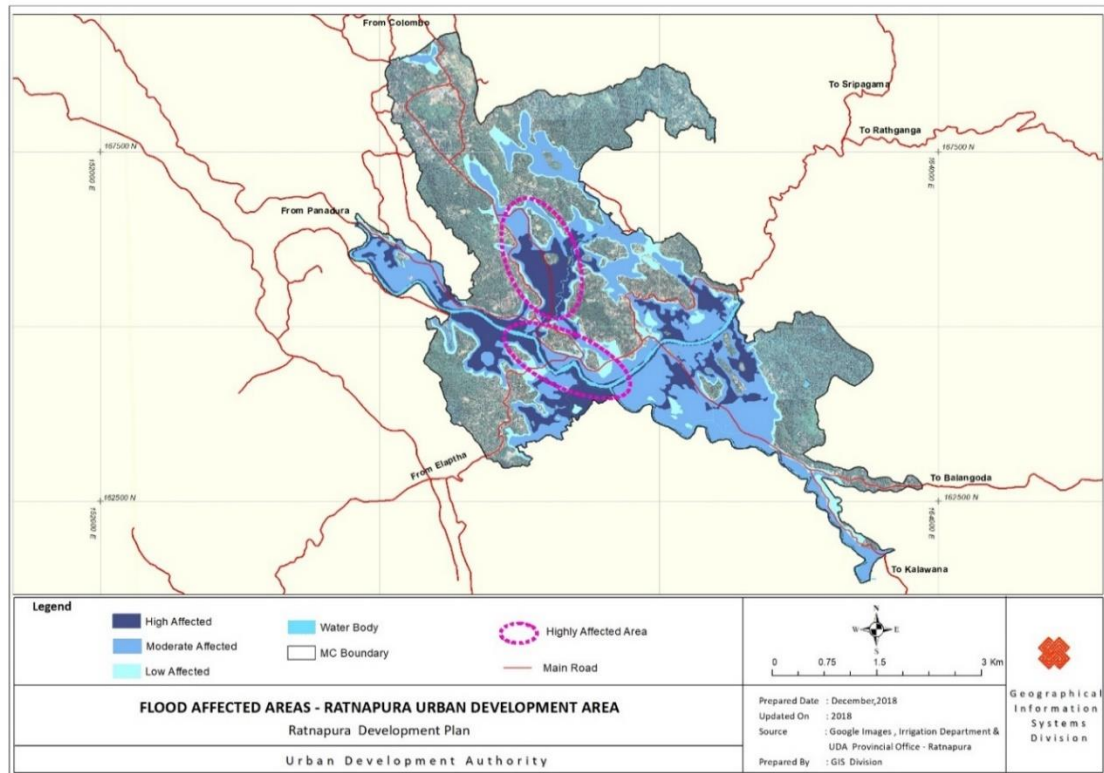 From Colombo
To Sripagama
To Rathganga
167500 N
167500 N
152000 E
164000 E
From Panadura
From Elaptha
To Balangoda
162500 N
162500 N
152000 E
164000 E
To Kalawana
Legend
High Affected
Moderate Affected
Low Affected
Water Body
MC Boundary
Highly Affected Area
Main Road
N
W
E
S
0 0.75 1.5 3 Km
FLOOD AFFECTED AREAS - RATNAPURA URBAN DEVELOPMENT AREA
Ratnapura Development Plan
Urban Development Authority
Prepared Date : December,2018
Updated On : 2018
Source : Google Images , Irrigation Department &
UDA Provincial Office - Ratnapura
Prepared By : GIS Division
Geographical
Information
Systems
Division